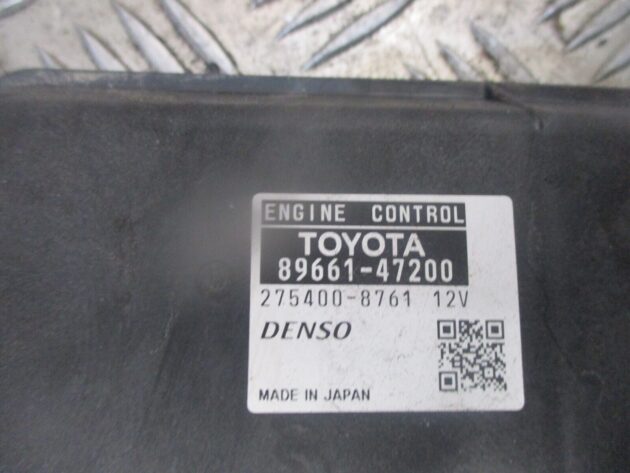 ENGINE CONTROL
TOYOTA
89661-47200
275400-8761 12V
DENSO
MADE IN JAPAN